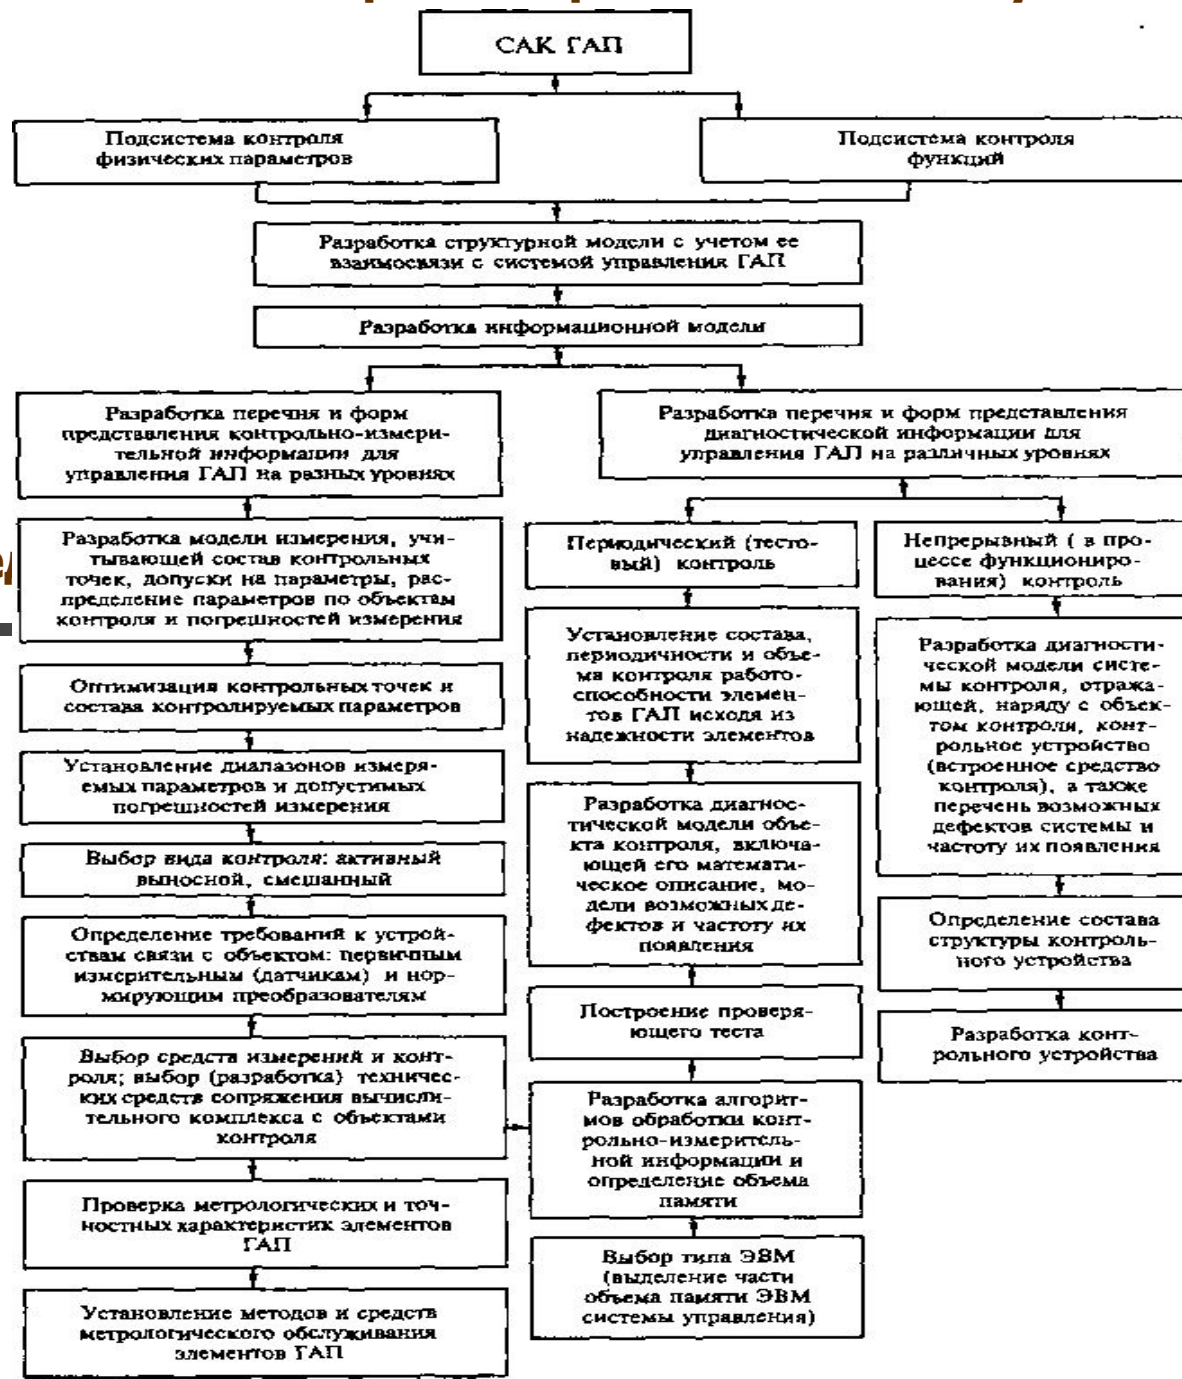 САК ГАП
Подсистема контроля
физических параметров
Подсистема контроля
функций
Разработка структурной модели с учетом ее
взаимосвязи с системой управления ГАП
Разработка информационной модели
Разработка перечня и форм
представления контрольно-измери-
тельной информации для
управления ГАП на разных уровнях
Разработка перечня и форм представления
диагностической информации для
управления ГАП на различных уровнях
Разработка модели измерения, учи-
тывающей состав контрольных
точек, допуски на параметры, рас-
пределение параметров по объектам
контроля и погрешностей измерения
Оптимизация контрольных точек и
состава контролируемых параметров
Установление диапазонов измеря-
емых параметров и допустимых
погрешностей измерения
Выбор вида контроля: активный
выносной, смешанный
Определение требований к устрой-
ствам связи с объектом: первичным
измерительным (датчикам) и нор-
мирующим преобразователям
Выбор средств измерений и конт-
роля; выбор (разработка) техничес-
ких средств сопряжения вычисли-
тельного комплекса с объектами
контроля
Проверка метрологических и точ-
ностных характеристик элементов
ГАП
Установление методов и средств
метрологического обслуживания
элементов ГАП
Периодический (тесто-
вый) контроль
Установление состава,
периодичности и объе-
ма контроля работо-
способности элемен-
тов ГАП исходя из
надежности элементов
Разработка диагнос-
тической модели объе-
кта контроля, включа-
ющей его математи-
ческое описание, мо-
дели возможных де-
фектов и частоту их
появления
Построение проверя-
ющего теста
Разработка алгорит-
мов обработки конт-
рольно-измеритель-
ной информации и
определение объема
памяти
Выбор типа ЭВМ
(выделение части
объема памяти ЭВМ
системы управления)
Непрерывный ( в про-
цессе функциониро-
вания) контроль
Разработка диагности-
ческой модели систе-
мы контроля, отража-
ющей, наряду с объек-
том контроля, конт-
рольное устройство
(встроенное средство
контроля), а также
перечень возможных
дефектов системы и
частоту их появления
Определение состава
структуры контроль-
ного устройства
Разработка конт-
рольного устройства